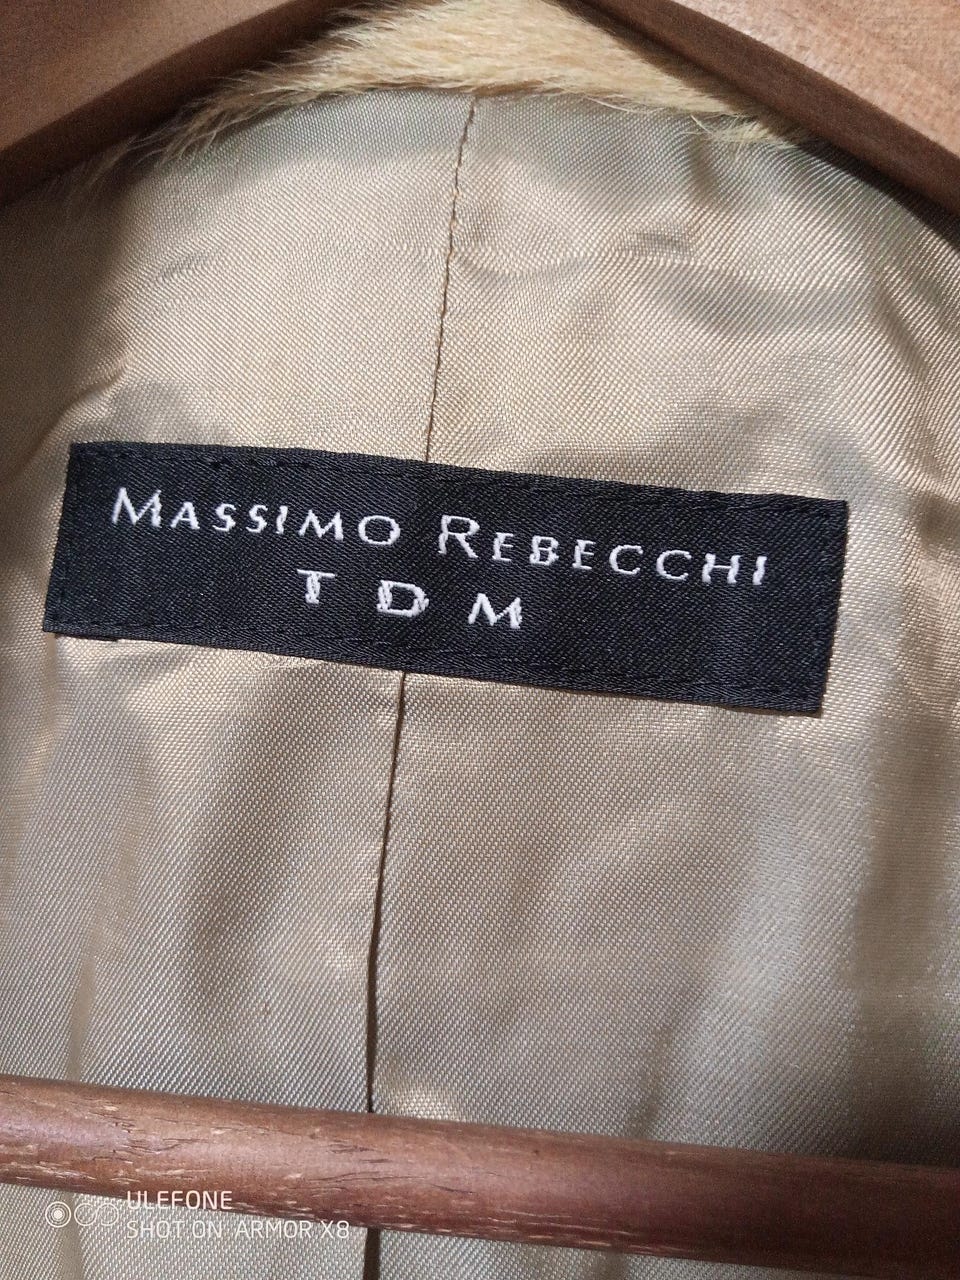 MASSIMO REBECCHI
TDM
ULEFONE
SHOT ON ARMOR X8